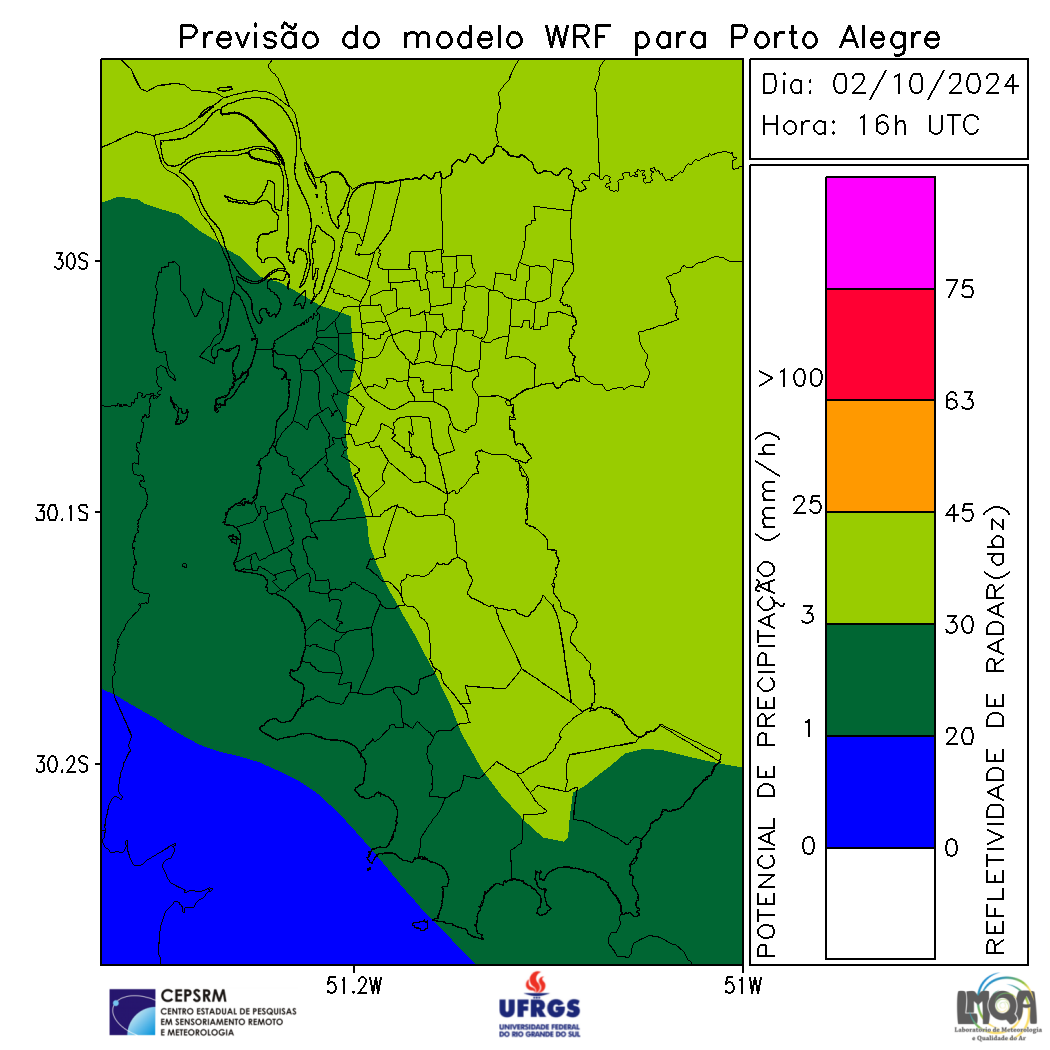 Previsão do modelo WRF para Porto Alegre
Dia: 02/10/2024
Hora: 16h UTC
30S
30.1S
30.2S
51.2W
51W
POTENCIAL DE PRECIPITAÇÃO (mm/h)
>100
25
3
1
0
75
63
45
30
20
0
REFLETIVIDADE DE RADAR(dbz)
CEPSRM
CENTRO ESTADUAL DE PESQUISAS
EM SENSORIAMENTO REMOTO
E METEOROLOGIA
UFRGS
UNIVERSIDADE FEDERAL
DO RIO GRANDE DO SUL
LMQA
Laboratório de Meteorologia
e Qualidade do Ar